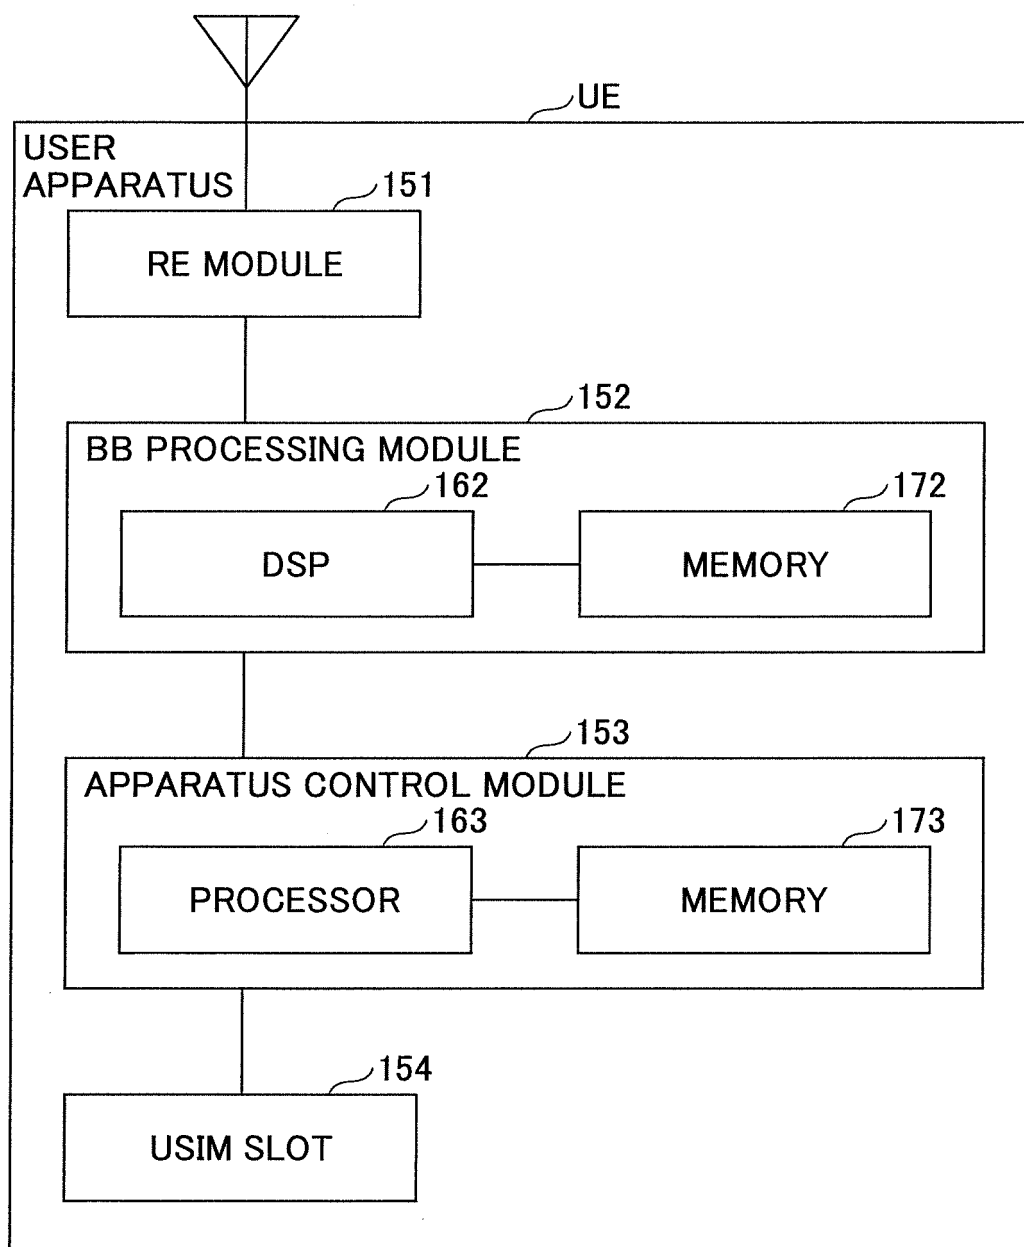 UE
USER
APPARATUS
151
RE MODULE
152
BB PROCESSING MODULE
162
172
DSP
MEMORY
153
APPARATUS CONTROL MODULE
163
173
PROCESSOR
MEMORY
154
USIM SLOT